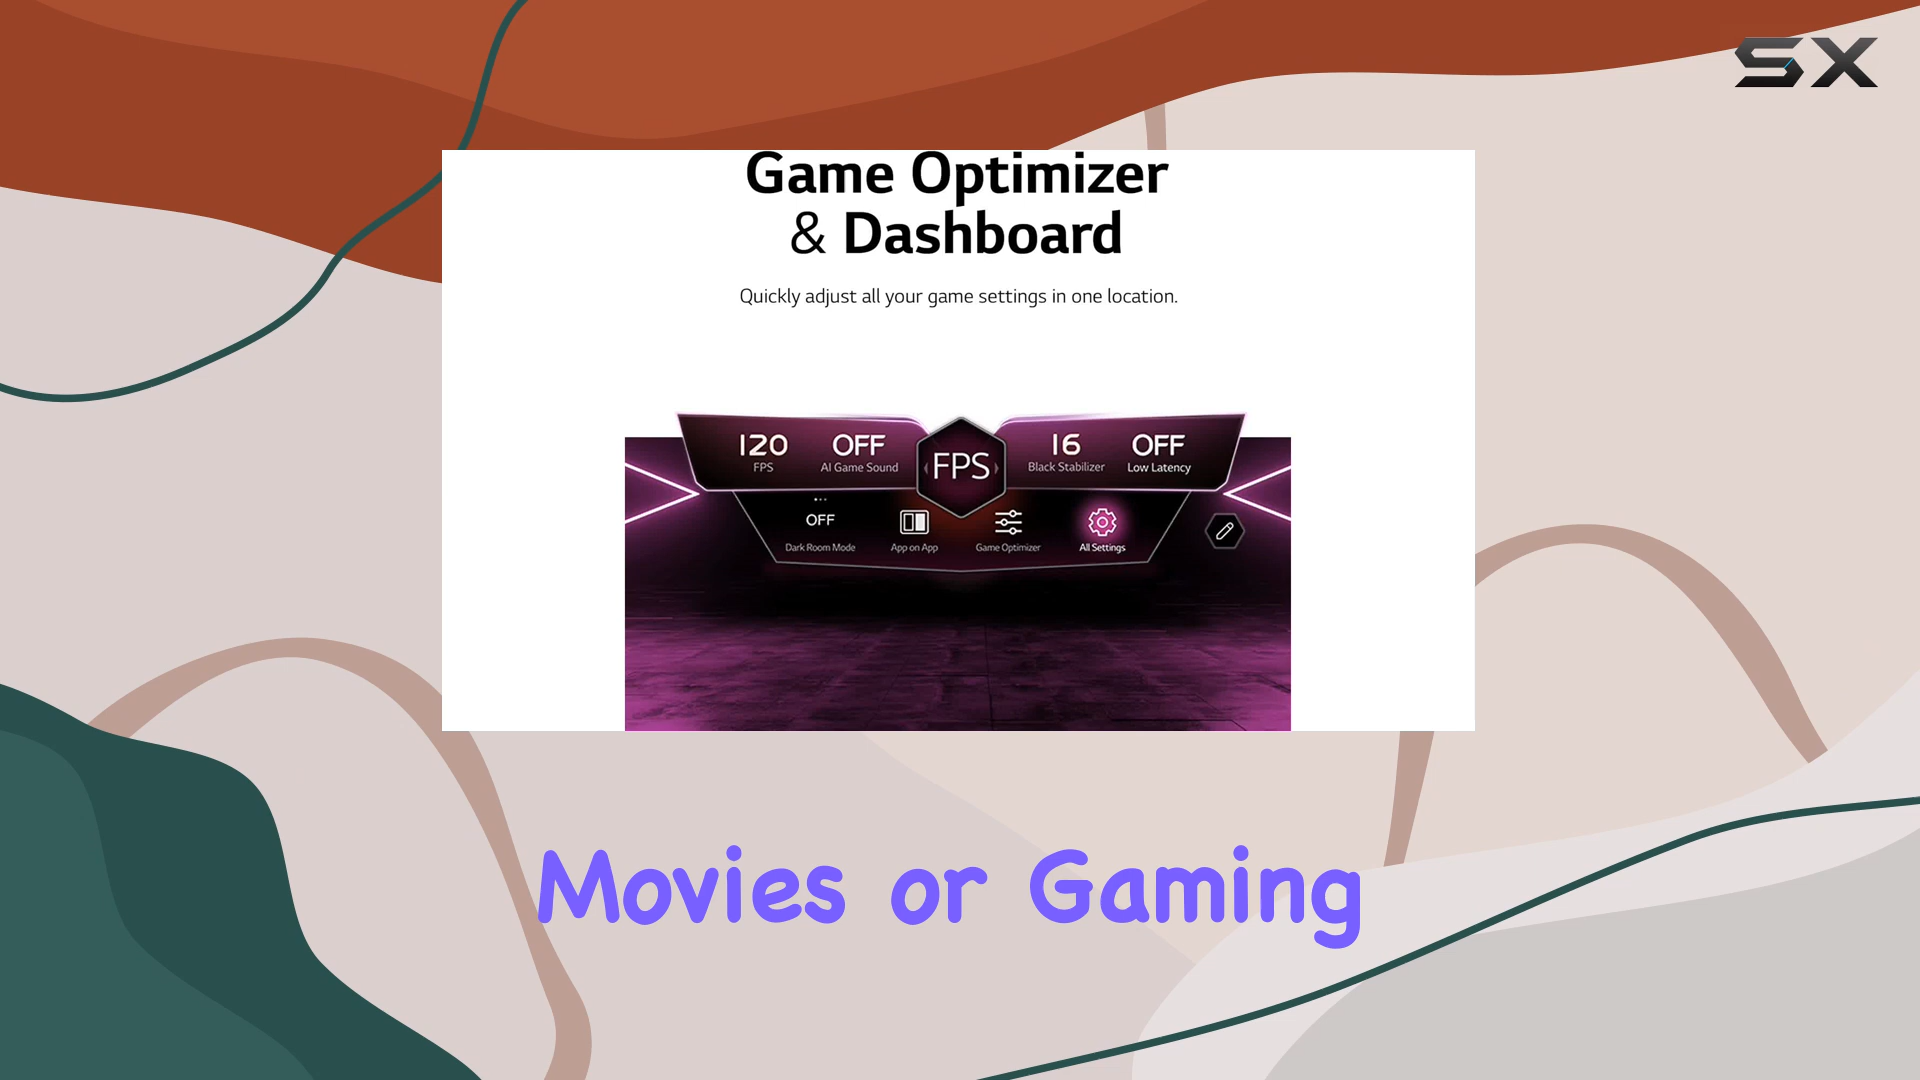 SX
Game Optimizer
& Dashboard
Quickly adjust all your game settings in one location.
120 OFF FPS 16 OFF
FPS AI Game Sound Black Stabilizer Low Latency
OFF
Dark Room Mode App on App Game Optimizer All Settings
Movies or Gaming